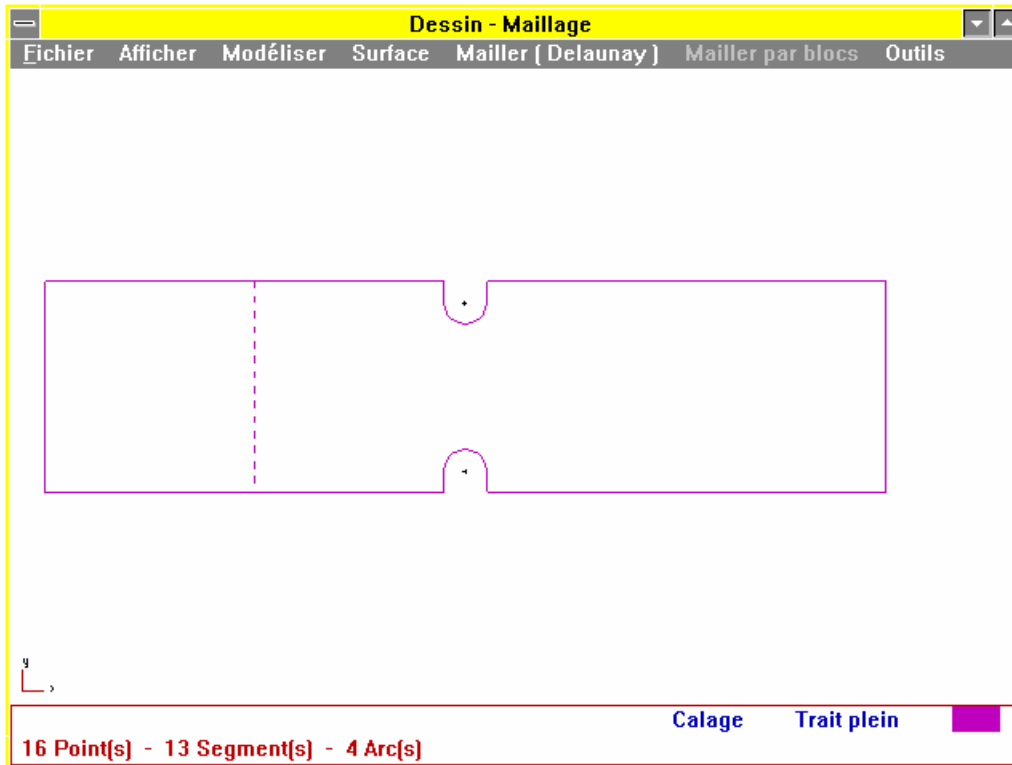 Dessin - Maillage
Fichier Afficher Modéliser Surface Mailler ( Delaunay ) Mailler par blocs Outils
y
x
Calage Trait plein
16 Point(s) - 13 Segment(s) - 4 Arc(s)